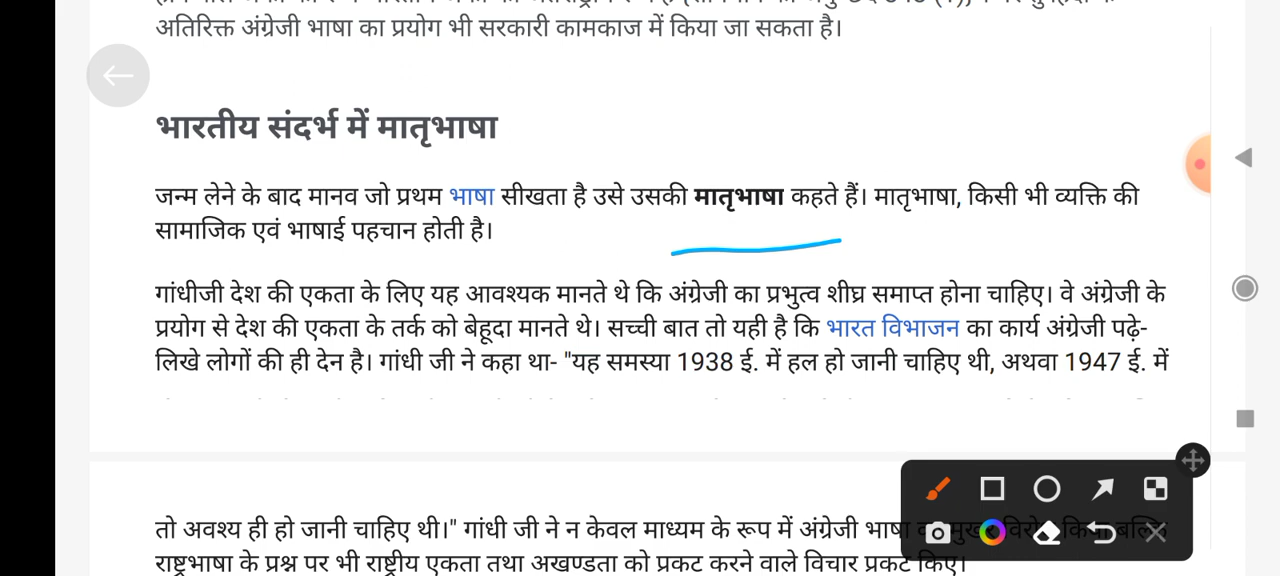 अतिरिक्त अंग्रेजी भाषा का प्रयोग भी सरकारी कामकाज में किया जा सकता है।
भारतीय संदर्भ में मातृभाषा
जन्म लेने के बाद मानव जो प्रथम भाषा सीखता है उसे उसकी मातृभाषा कहते हैं। मातृभाषा, किसी भी व्यक्ति की
सामाजिक एवं भाषाई पहचान होती है।
गांधीजी देश की एकता के लिए यह आवश्यक मानते थे कि अंग्रेजी का प्रभुत्व शीघ्र समाप्त होना चाहिए। वे अंग्रेजी के
प्रयोग से देश की एकता के तर्क को बेहूदा मानते थे। सच्ची बात तो यही है कि भारत विभाजन का कार्य अंग्रेजी पढ़े-
लिखे लोगों की ही देन है। गांधी जी ने कहा था- "यह समस्या 1938 ई. में हल हो जानी चाहिए थी, अथवा 1947 ई. में
तो अवश्य ही हो जानी चाहिए थी।" गांधी जी ने न केवल माध्यम के रूप में अंग्रेजी भाषा
राष्ट्रभाषा के प्रश्न पर भी राष्ट्रीय एकता तथा अखण्डता को प्रकट करने वाले विचार प्रकट किए।